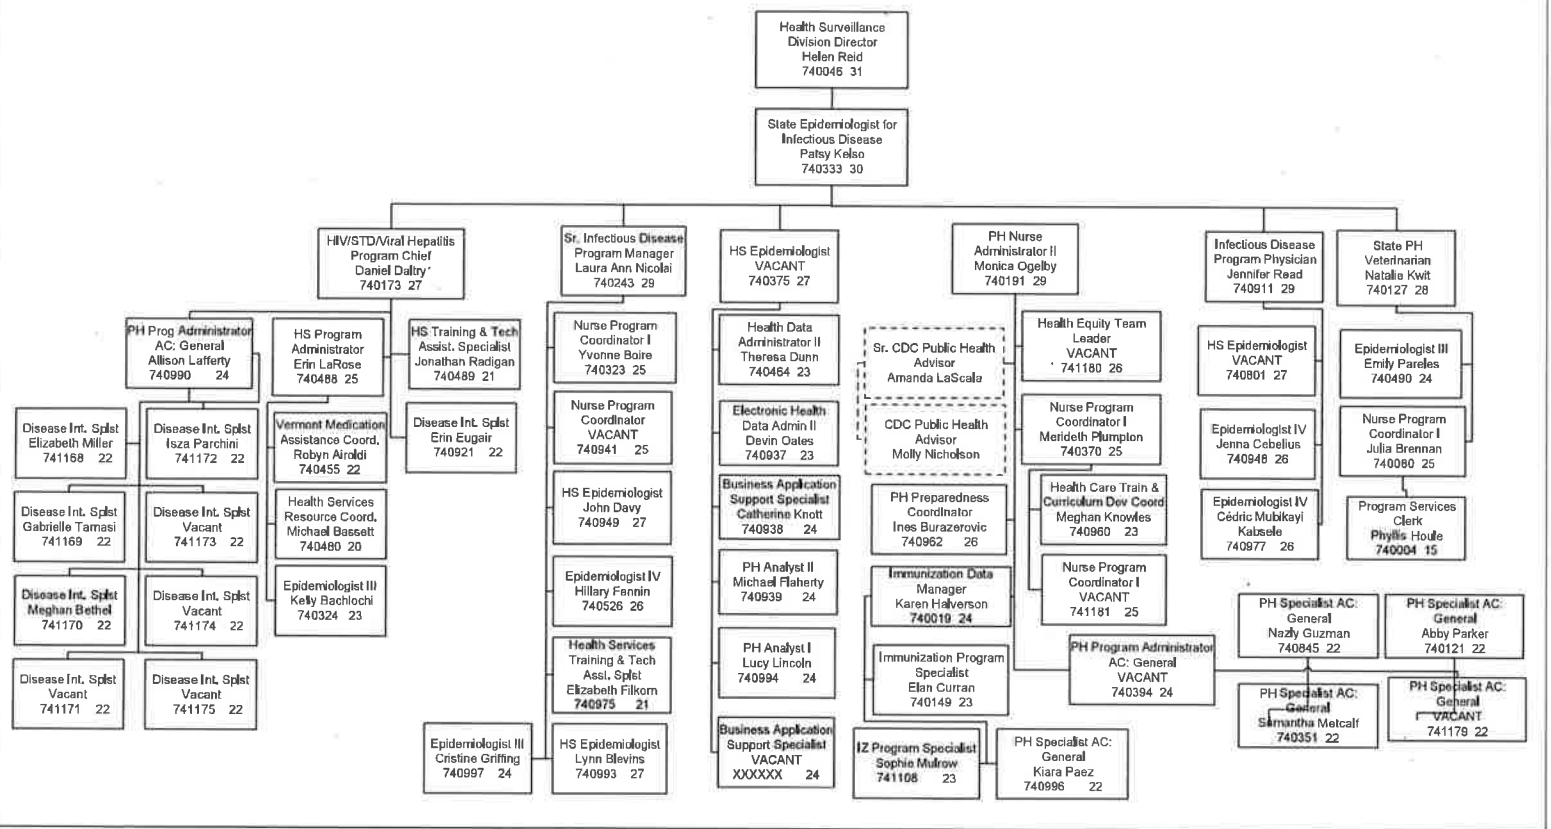 Health Surveillance
Division Director
Helen Reid
740046 31
State Epidemiologist for
Infectious Disease
Patsy Kelso
740333 30
HIV/STD/Viral Hepatitis
Program Chief
Daniel Daltry
740173 27
Sr. Infectious Disease
Program Manager
Laura Ann Nicolai
740243 29
HS Epidemiologist
VACANT
740375 27
PH Nurse
Administrator II
Monica Ogelby
740191 29
Infectious Disease
Program Physician
Jennifer Read
740911 29
State PH
Veterinarian
Natalie Kwit
740127 28
PH Prog Administrator
AC: General
Allison Lafferty
740990 24
HS Program
Administrator
Erin LaRose
740488 25
HS Training & Tech
Assist. Specialist
Jonathan Radigan
740489 21
Disease Int. Splst
Elizabeth Miller
741168 22
Disease Int. Splst
Isza Parchini
741172 22
Vermont Medication
Assistance Coord.
Robyn Airoldi
740455 22
Disease Int. Splst
Erin Eugair
740921 22
Disease Int. Splst
Gabrielle Tamasi
741169 22
Disease Int. Splst
Vacant
741173 22
Health Services
Resource Coord.
Michael Bassett
740480 20
Disease Int. Splst
Meghan Bethel
741170 22
Disease Int. Splst
Vacant
741174 22
Epidemiologist III
Kelly Bachiochi
740324 23
Disease Int. Splst
Vacant
741171 22
Disease Int. Splst
Vacant
741175 22
Nurse Program
Coordinator I
Yvonne Boire
740323 25
Nurse Program
Coordinator
VACANT
740941 25
HS Epidemiologist
John Davy
740949 27
Epidemiologist IV
Hillary Fannin
740526 26
Health Services
Training & Tech
Assi. Splst
Elizabeth Filkorn
740975 21
Epidemiologist III
Cristine Griffing
740997 24
HS Epidemiologist
Lynn Blevins
740993 27
Health Data
Administrator II
Theresa Dunn
740464 23
Electronic Health
Data Admin II
Devin Oates
740937 23
Business Application
Support Specialist
Catherine Knott
740938 24
PH Analyst II
Michael Flaherty
740939 24
PH Analyst I
Lucy Lincoln
740994 24
Business Application
Support Specialist
VACANT
XXXXXX 24
Sr. CDC Public Health
Advisor
Amanda LaScala
CDC Public Health
Advisor
Molly Nicholson
Health Equity Team
Leader
VACANT
741180 26
Nurse Program
Coordinator I
Merideth Plumpton
740370 25
PH Preparedness
Coordinator
Ines Burazerovic
740962 26
Health Care Train &
Curriculum Dev Coord
Meghan Knowles
740960 23
Immunization Data
Manager
Karen Halverson
740019 24
Nurse Program
Coordinator I
VACANT
741181 25
Immunization Program
Specialist
Elan Curran
740149 23
PH Program Administrator
AC: General
VACANT
740394 24
IZ Program Specialist
Sophie Mulrow
741108 23
PH Specialist AC:
General
Kiara Paez
740996 22
HS Epidemiologist
VACANT
740801 27
Epidemiologist IV
Jenna Cebelius
740948 26
Epidemiologist IV
Cédric Mubikayi
Kabsele
740977 26
Epidemiologist III
Emily Pareles
740490 24
Nurse Program
Coordinator I
Julia Brennan
740080 25
Program Services
Clerk
Phyllis Houle
740004 15
PH Specialist AC:
General
Nazly Guzman
740845 22
PH Specialist AC:
General
Abby Parker
740121 22
PH Specialist AC:
General
Samantha Metcalf
740351 22
PH Specialist AC:
General
VACANT
741179 22